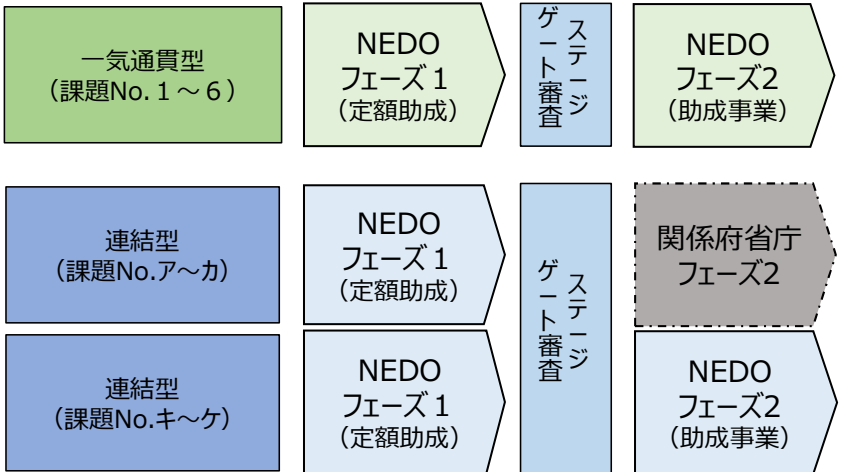 一気通貫型
（課題No.１～６）
NEDO
フェーズ１
（定額助成）
ステージ
ゲート審査
NEDO
フェーズ2
（助成事業）
連結型
（課題No.ア～カ）
NEDO
フェーズ１
（定額助成）
ステージ
ゲート審査
関係府省庁
フェーズ2
連結型
（課題No.キ～ケ）
NEDO
フェーズ１
（定額助成）
NEDO
フェーズ2
（助成事業）